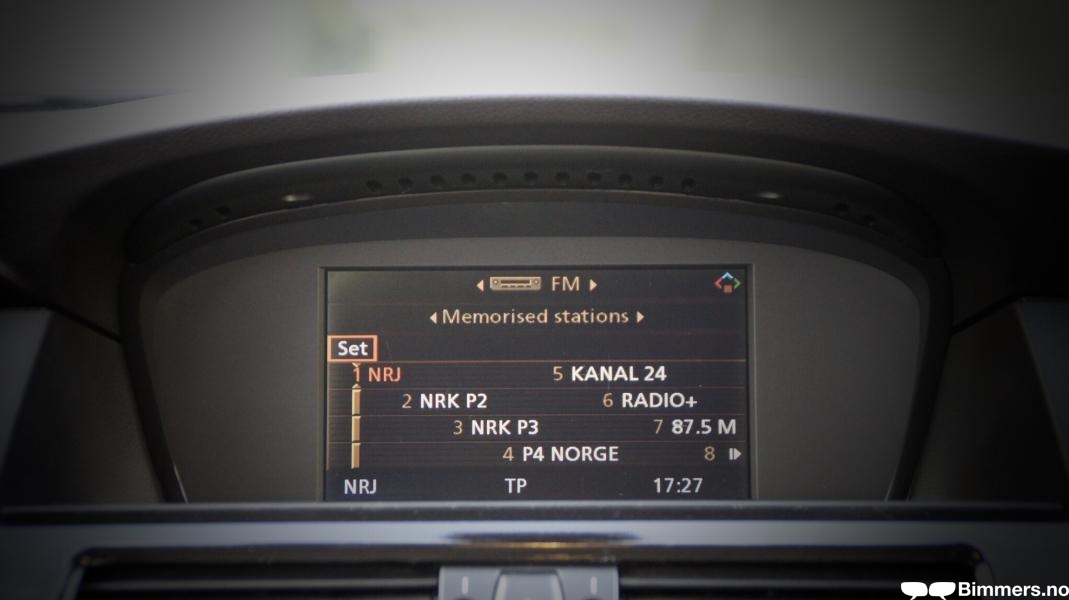 FM
Memorised stations
Set
1 NRJ 5 KANAL 24
2 NRK P2 6 RADIO+
3 NRK P3 7 87.5 M
4 P4 NORGE 8
NRJ TP 17:27
Bimmers.no